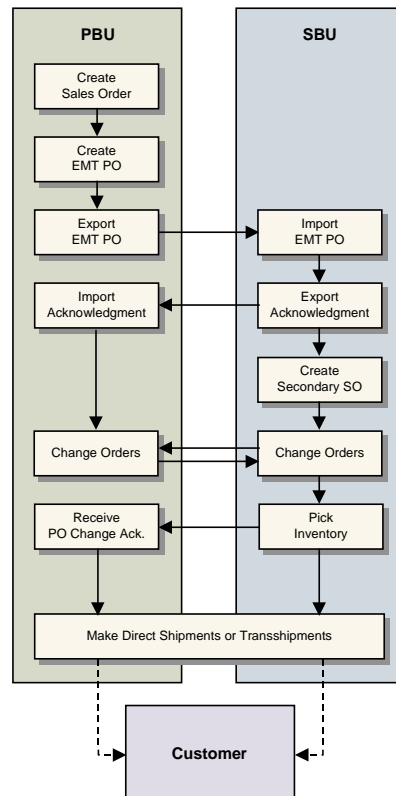 PBU
SBU
Create
Sales Order
Create
EMT PO
Export
EMT PO
Import
EMT PO
Import
Acknowledgment
Export
Acknowledgment
Create
Secondary SO
Change Orders
Change Orders
Receive
PO Change Ack.
Pick
Inventory
Make Direct Shipments or Transshipments
Customer